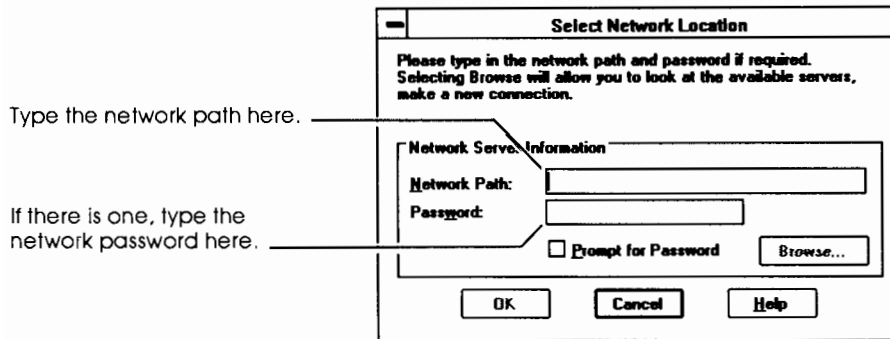 Select Network Location
Please type in the network path and password if required.
Selecting Browse will allow you to look at the available servers,
make a new connection.
Type the network path here.
Network Server Information
Network Path:
If there is one, type the
network password here.
Password:
Prompt for Password
Browse...
OK
Cancel
Help